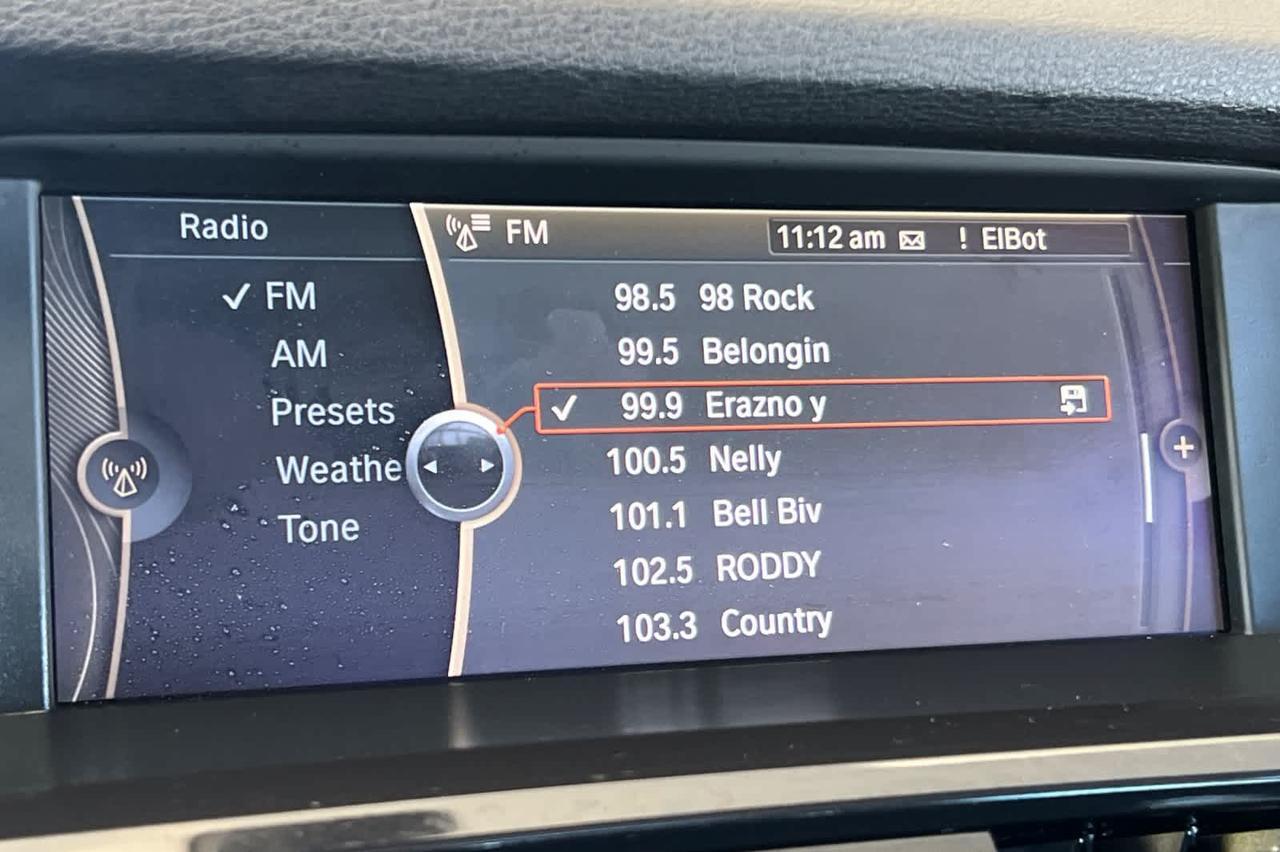 Radio
FM
AM
Presets
Weathe
Tone
FM
11:12 am ! ElBot
98.5 98 Rock
99.5 Belongin
99.9 Erazno y
100.5 Nelly
101.1 Bell Biv
102.5 RODDY
103.3 Country